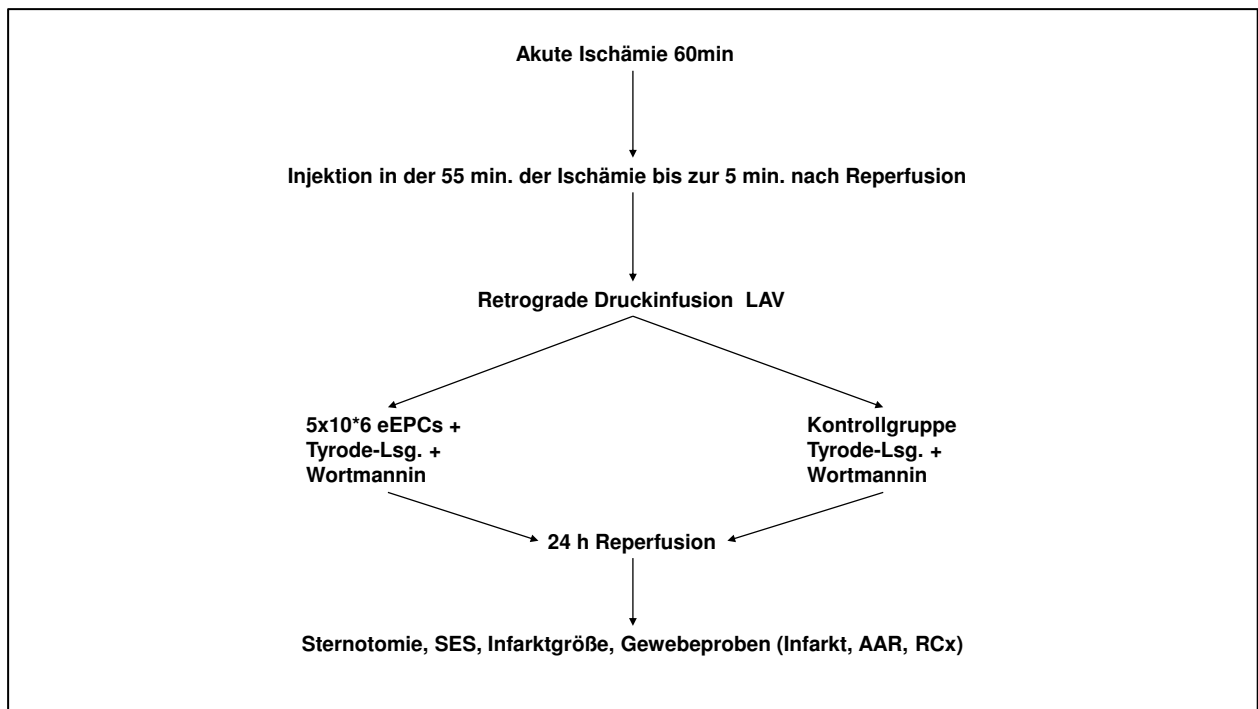 Akute Ischämie 60min
Injektion in der 55 min. der Ischämie bis zur 5 min. nach Reperfusion
Retrograde Druckinfusion  LAV
5x10*6 eEPCs +
Tyrode-Lsg. +
Wortmannin
Kontrollgruppe
Tyrode-Lsg. +
Wortmannin
24 h Reperfusion
Sternotomie, SES, Infarktgröße, Gewebeproben (Infarkt, AAR, RCx)